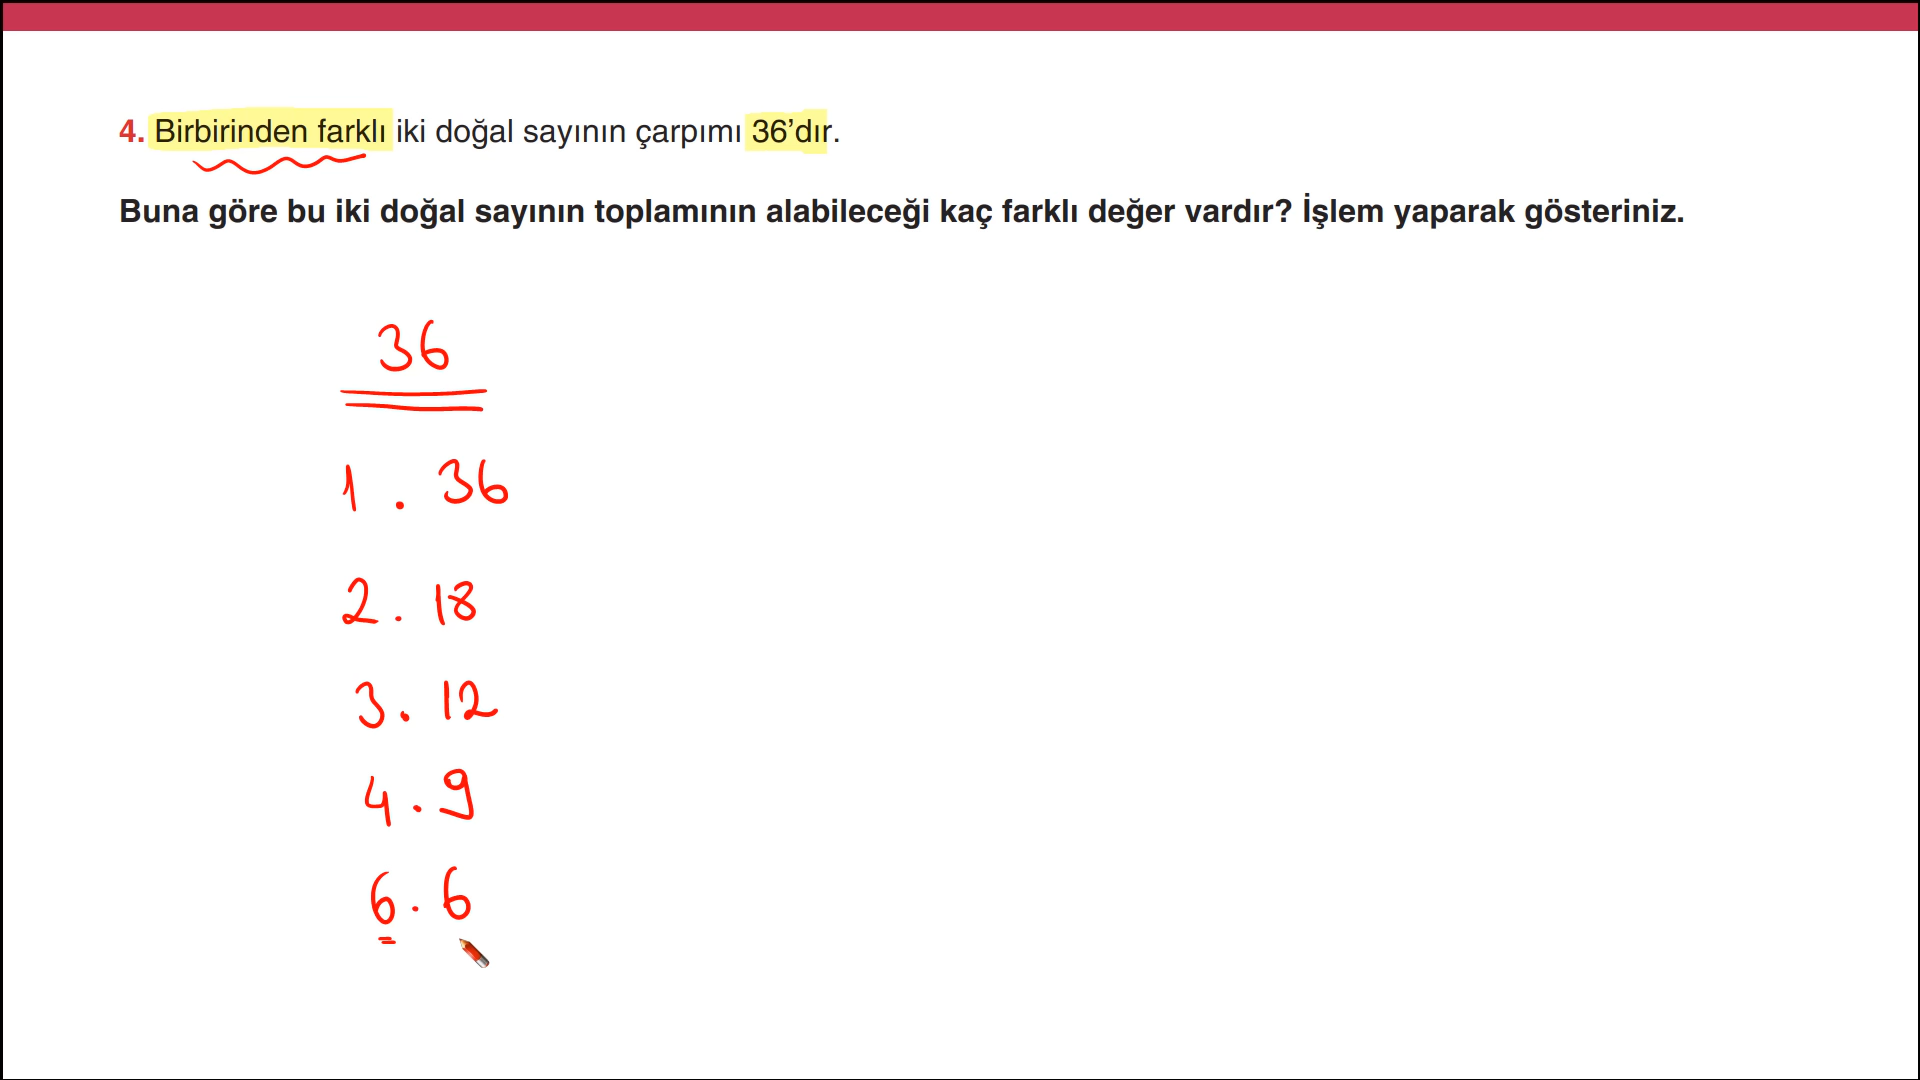 4. Birbirinden farklı iki doğal sayının çarpımı 36’dır.
Buna göre bu iki doğal sayının toplamının alabileceği kaç farklı değer vardır? İşlem yaparak gösteriniz.
36
1 . 36
2 . 18
3 . 12
4 . 9
6 . 6